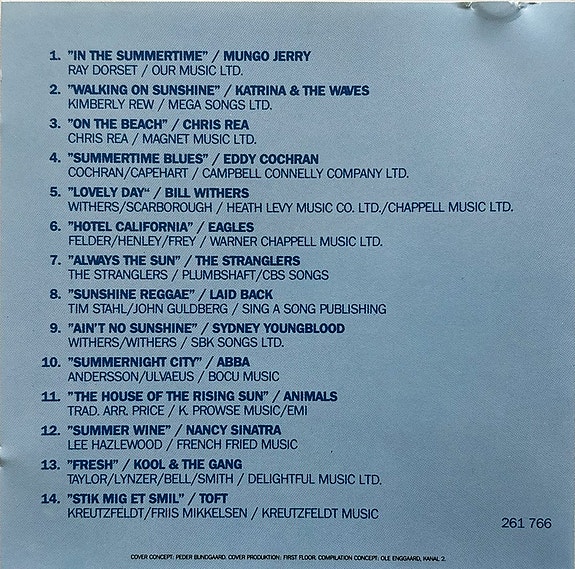 1. "IN THE SUMMERTIME" / MUNGO JERRY
RAY DORSET / OUR MUSIC LTD.
2. "WALKING ON SUNSHINE" / KATRINA & THE WAVES
KIMBERLY REW / MEGA SONGS LTD.
3. "ON THE BEACH" / CHRIS REA
CHRIS REA / MAGNET MUSIC LTD.
4. "SUMMERTIME BLUES" / EDDY COCHRAN
COCHRAN/CAPEHART / CAMPBELL CONNELLY COMPANY LTD.
5. "LOVELY DAY" / BILL WITHERS
WITHERS/SCARBOROUGH / HEATH LEVY MUSIC CO. LTD./CHAPPELL MUSIC LTD.
6. "HOTEL CALIFORNIA" / EAGLES
FELDER/HENLEY/FREY / WARNER CHAPPELL MUSIC LTD.
7. "ALWAYS THE SUN" / THE STRANGLERS
THE STRANGLERS / PLUMBSHAFT/CBS SONGS
8. "SUNSHINE REGGAE" / LAID BACK
TIM STAHL/JOHN GULDBERG / SING A SONG PUBLISHING
9. "AIN'T NO SUNSHINE" / SYDNEY YOUNGBLOOD
WITHERS/WITHERS / SBK SONGS LTD.
10. "SUMMERNIGHT CITY" / ABBA
ANDERSSON/ULVAEUS / BOCU MUSIC
11. "THE HOUSE OF THE RISING SUN" / ANIMALS
TRAD. ARR. PRICE / K. PROWSE MUSIC/EMI
12. "SUMMER WINE" / NANCY SINATRA
LEE HAZLEWOOD / FRENCH FRIED MUSIC
13. "FRESH" / KOOL & THE GANG
TAYLOR/LYNZER/BELL/SMITH / DELIGHTFUL MUSIC LTD.
14. "STIK MIG ET SMIL" / TOFT
KREUTZFELDT/FRIIS MIKKELSEN / KREUTZFELDT MUSIC
261 766
COVER CONCEPT: PEDER BUNDGAARD. COVER PRODUKTION: FIRST FLOOR. COMPILATION CONCEPT: OLE ENGGAARD, KANAL 2.